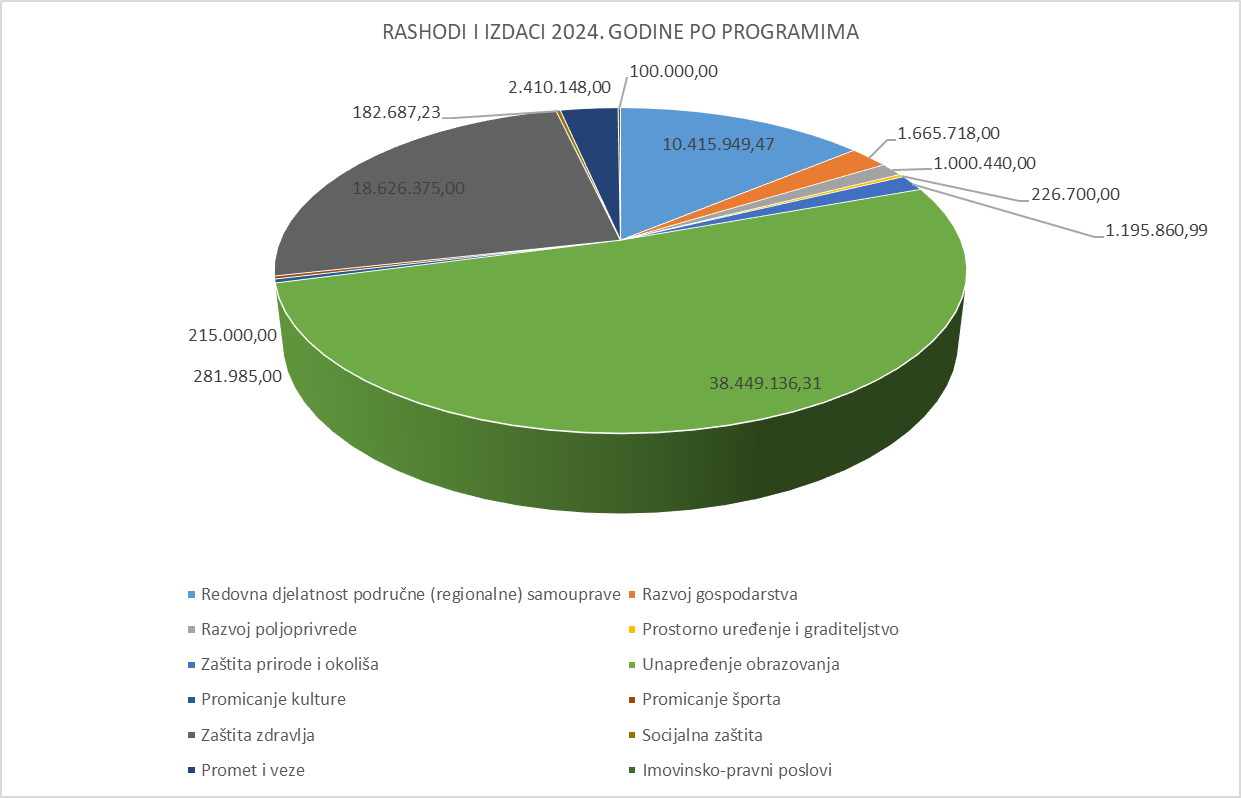 RASHODI I IZDACI 2024. GODINE PO PROGRAMIMA
100.000,00
2.410.148,00
182.687,23
10.415.949,47
1.665.718,00
1.000.440,00
18.626.375,00
226.700,00
1.195.860,99
215.000,00
281.985,00
38.449.136,31
Redovna djelatnost područne (regionalne) samouprave
Razvoj gospodarstva
Razvoj poljoprivrede
Prostorno uređenje i graditeljstvo
Zaštita prirode i okoliša
Unapređenje obrazovanja
Promicanje kulture
Promicanje športa
Zaštita zdravlja
Socijalna zaštita
Promet i veze
Imovinsko-pravni poslovi